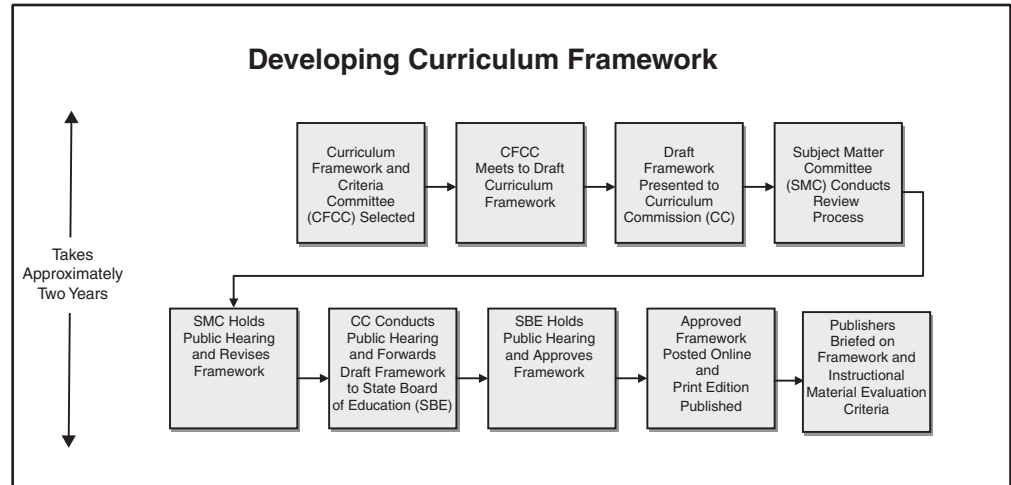 Developing Curriculum Framework
Takes
Approximately
Two Years
Curriculum
Framework and
Criteria
Committee
(CFCC) Selected
CFCC
Meets to Draft
Curriculum
Framework
Draft
Framework
Presented to
Curriculum
Commission (CC)
Subject Matter
Committee
(SMC) Conducts
Review
Process
SMC Holds
Public Hearing
and Revises
Framework
CC Conducts
Public Hearing
and Forwards
Draft Framework
to State Board
of Education (SBE)
SBE Holds
Public Hearing
and Approves
Framework
Approved
Framework
Posted Online
and
Print Edition
Published
Publishers
Briefed on
Framework and
Instructional
Material Evaluation
Criteria